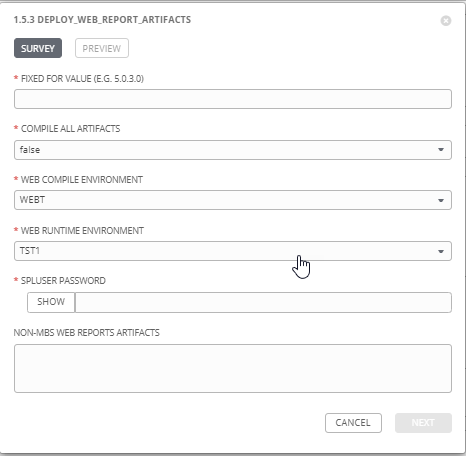 1.5.3 DEPLOY_WEB_REPORT_ARTIFACTS
SURVEY PREVIEW
* FIXED FOR VALUE (E.G. 5.0.3.0)
* COMPILE ALL ARTIFACTS
false
* WEB COMPILE ENVIRONMENT
WEBT
* WEB RUNTIME ENVIRONMENT
TST1
* SPLUSER PASSWORD
SHOW
NON-MBS WEB REPORTS ARTIFACTS
CANCEL NEXT